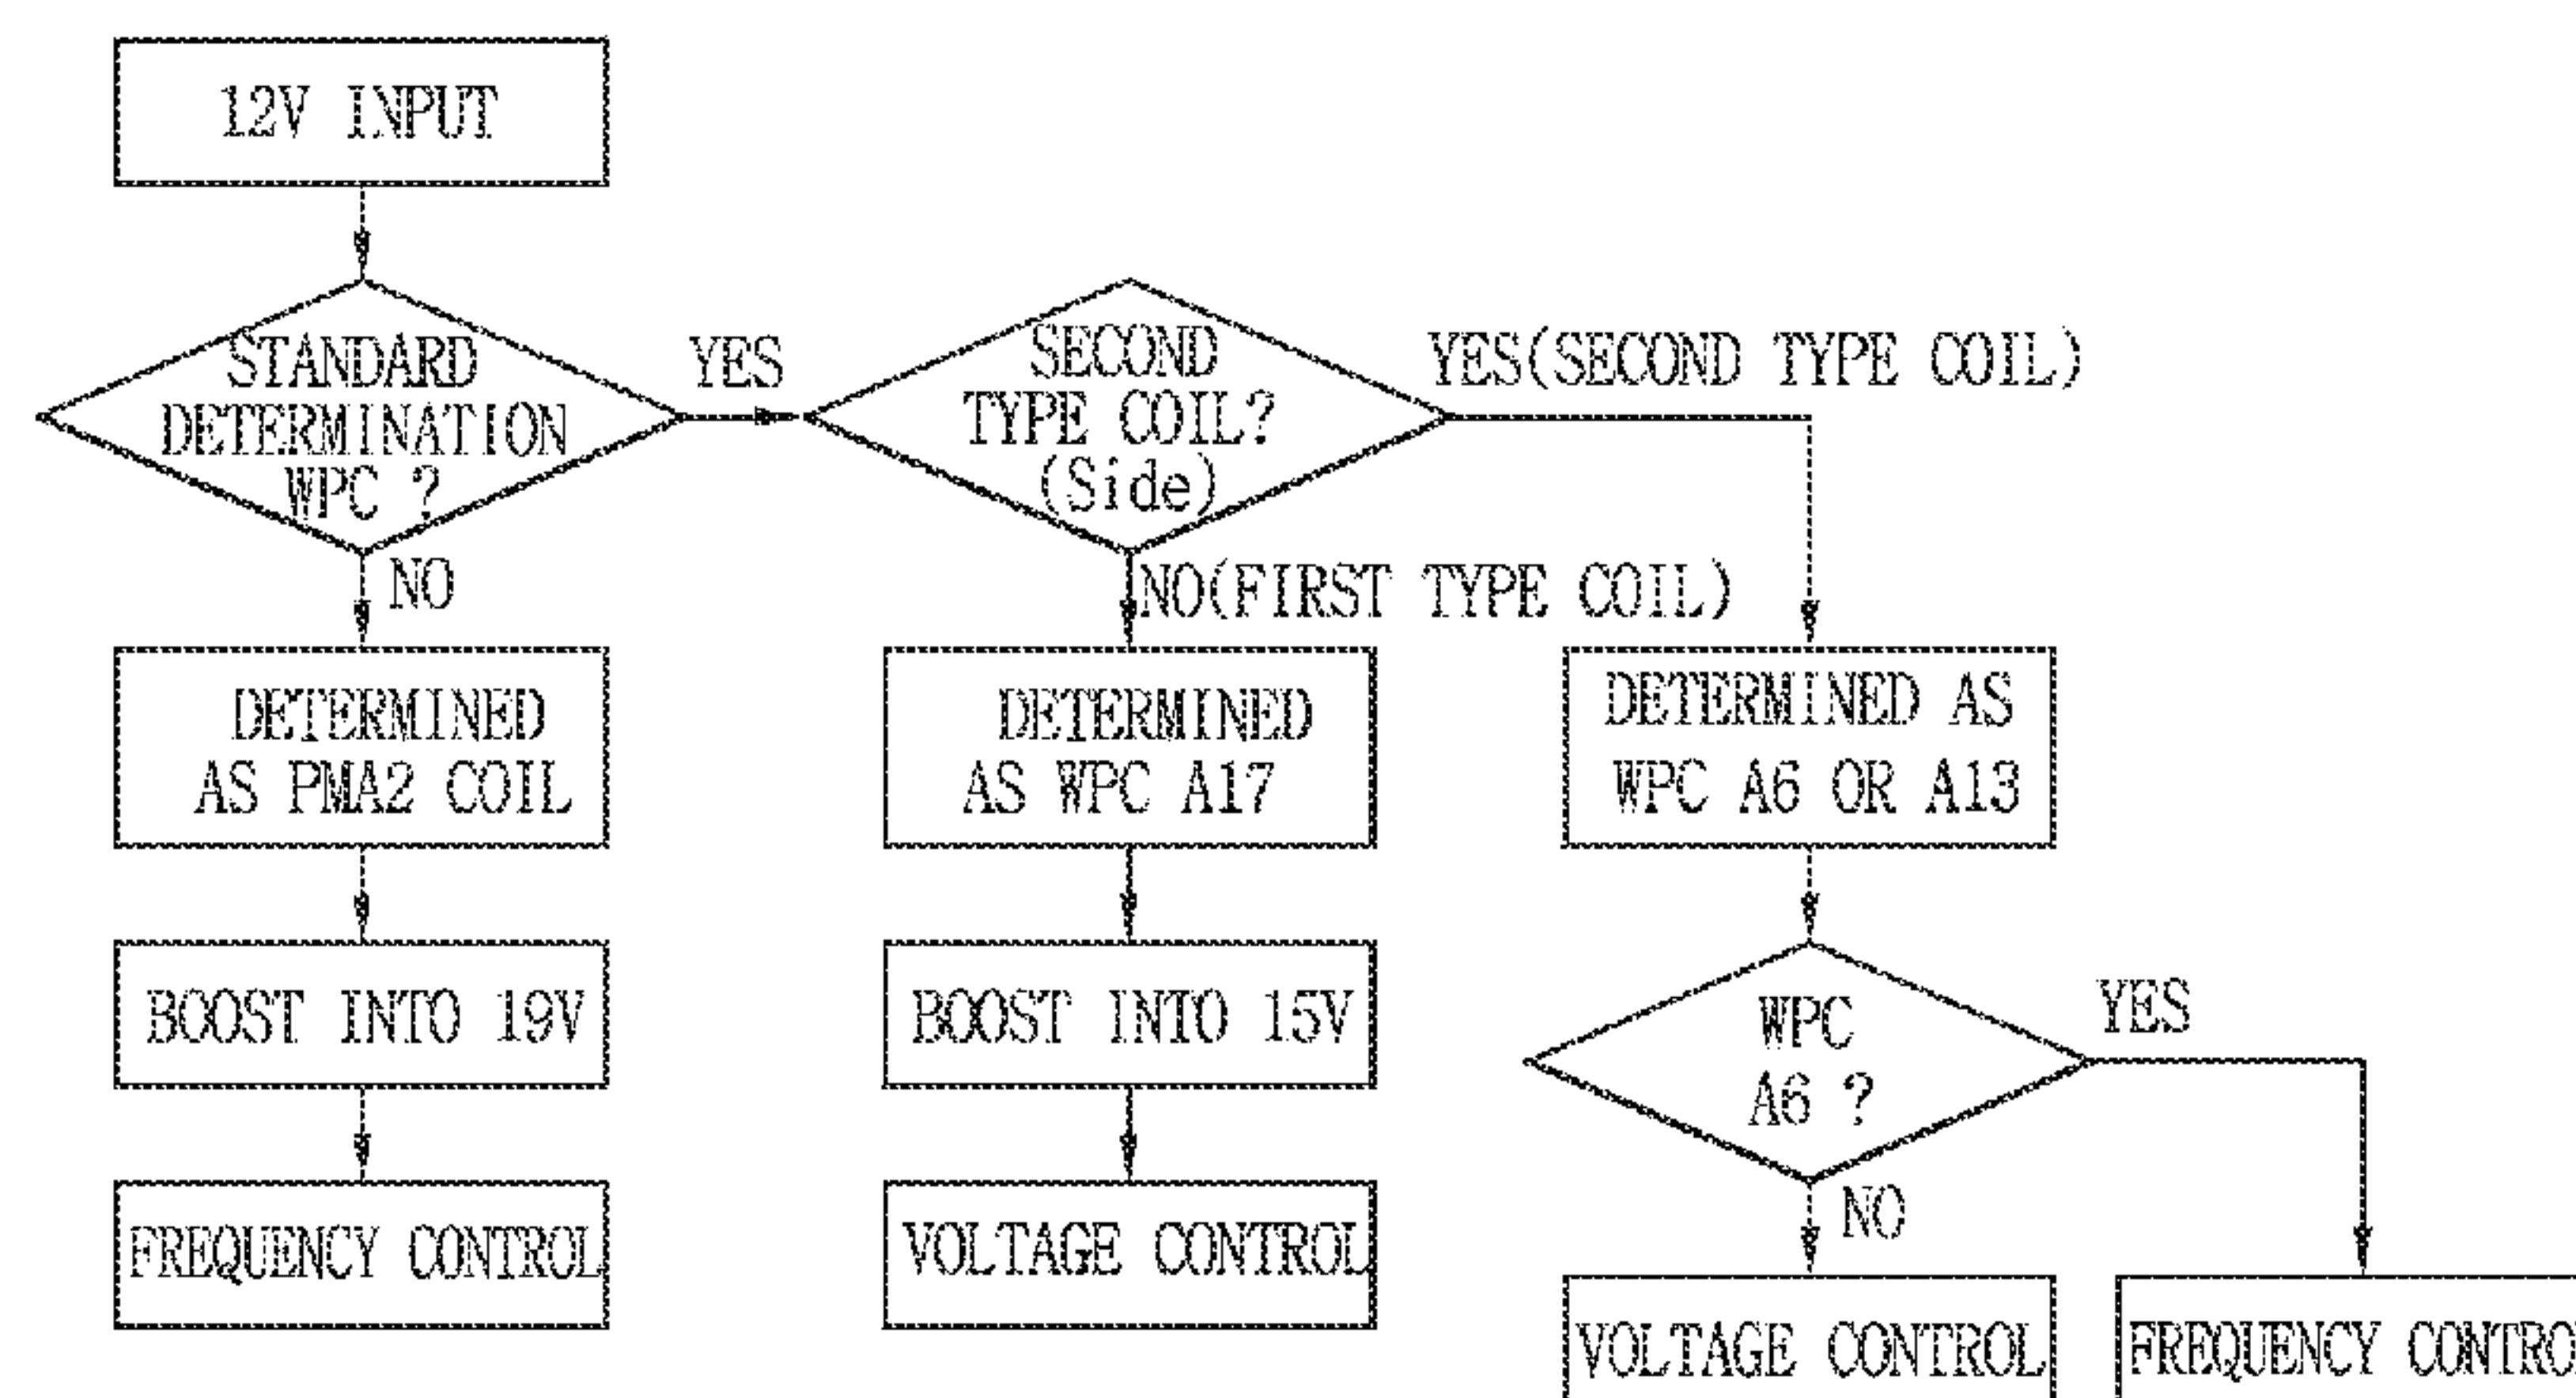 12V INPUT
STANDARD
DETERMINATION
WPC ?
YES
SECOND
TYPE COIL?
(Side)
YES(SECOND TYPE COIL)
NO
NO(FIRST TYPE COIL)
DETERMINED
AS PMA2 COIL
DETERMINED
AS WPC A17
DETERMINED AS
WPC A6 OR A13
BOOST INTO 19V
BOOST INTO 15V
WPC
A6 ?
YES
NO
FREQUENCY CONTROL
VOLTAGE CONTROL
VOLTAGE CONTROL
FREQUENCY CONTROL